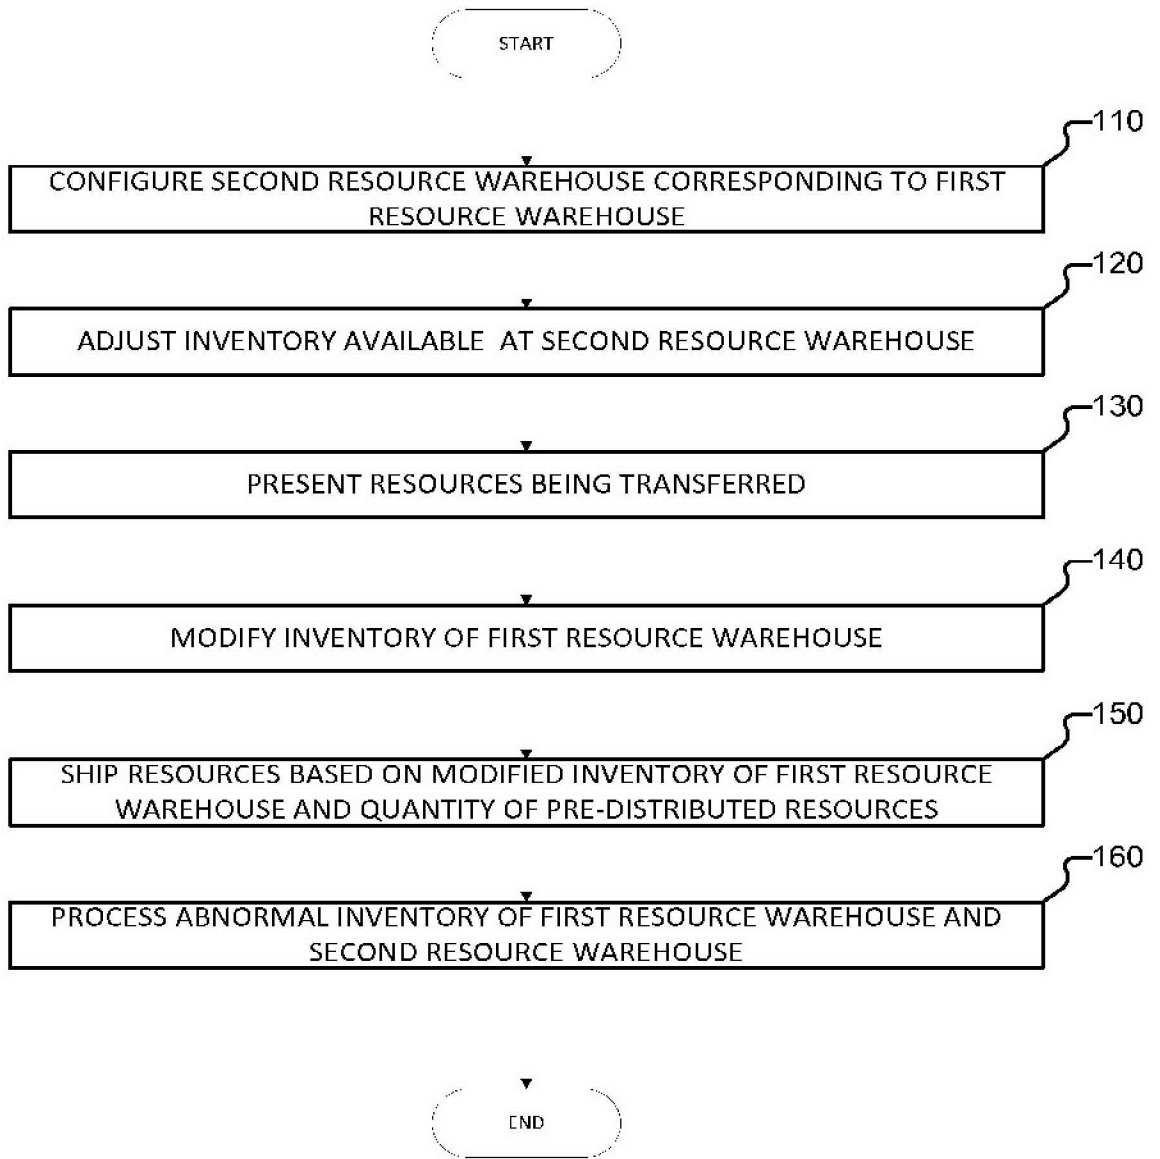 START
110
CONFIGURE SECOND RESOURCE WAREHOUSE CORRESPONDING TO FIRST
RESOURCE WAREHOUSE
120
ADJUST INVENTORY AVAILABLE AT SECOND RESOURCE WAREHOUSE
130
PRESENT RESOURCES BEING TRANSFERRED
140
MODIFY INVENTORY OF FIRST RESOURCE WAREHOUSE
150
SHIP RESOURCES BASED ON MODIFIED INVENTORY OF FIRST RESOURCE
WAREHOUSE AND QUANTITY OF PRE-DISTRIBUTED RESOURCES
160
PROCESS ABNORMAL INVENTORY OF FIRST RESOURCE WAREHOUSE AND
SECOND RESOURCE WAREHOUSE
END